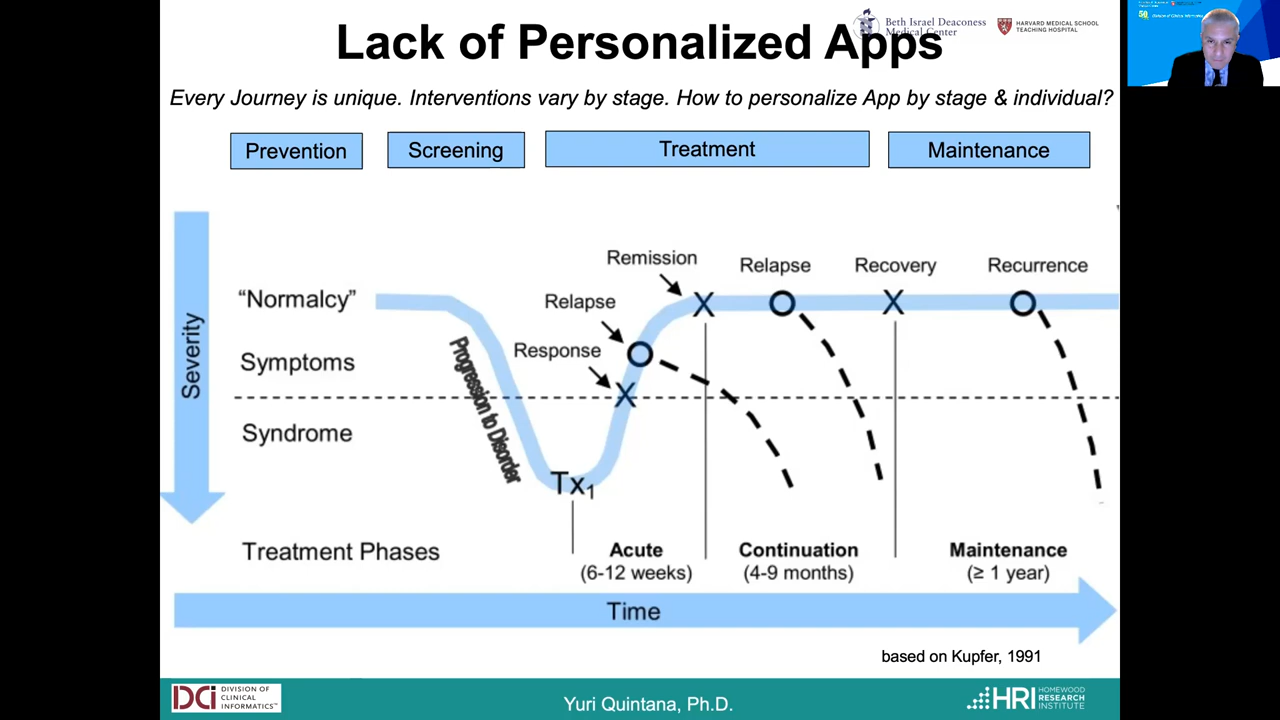 Lack of Personalized Apps
Beth Israel Deaconess
Medical Center
HARVARD MEDICAL SCHOOL
TEACHING HOSPITAL
Every Journey is unique. Interventions vary by stage. How to personalize App by stage & individual?
Prevention
Screening
Treatment
Maintenance
Severity
Remission
Relapse
Recovery
Recurrence
"Normalcy"
Relapse
Response
Symptoms
Syndrome
Progression to Disorder
X
X
X
Tx1
Treatment Phases
Acute
(6-12 weeks)
Continuation
(4-9 months)
Maintenance
(≥ 1 year)
Time
based on Kupfer, 1991
DCi
DIVISION OF
CLINICAL
INFORMATICS™
Yuri Quintana, Ph.D.
HRI
HOMEWOOD
RESEARCH
INSTITUTE
50